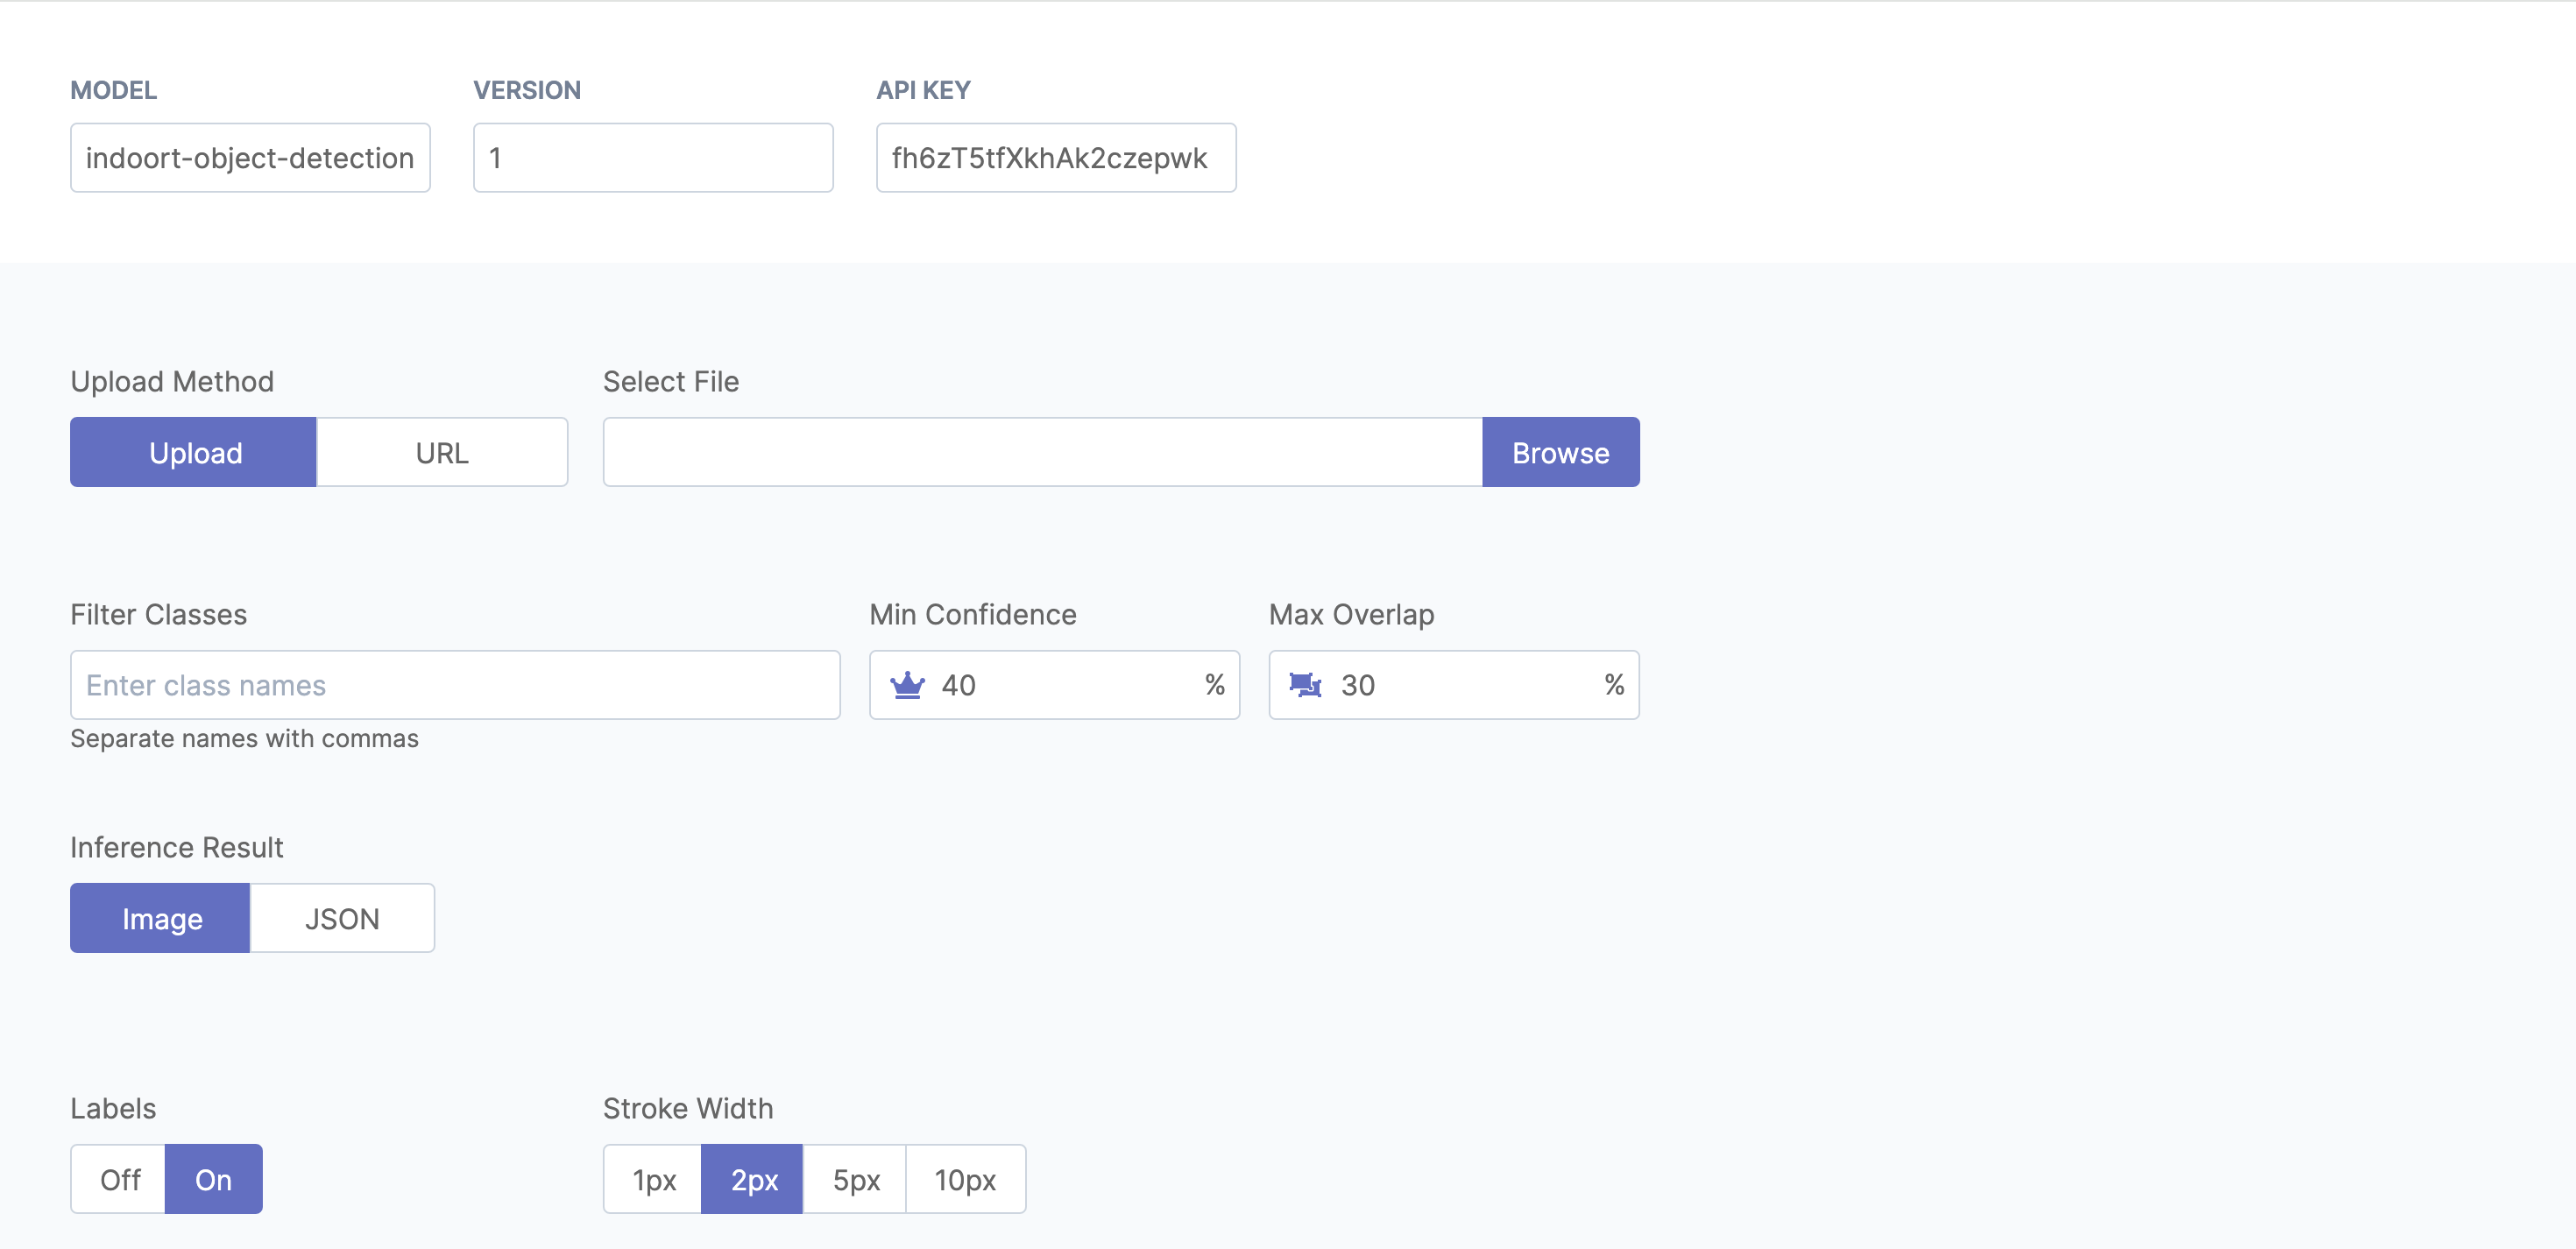 MODEL VERSION API KEY
indoort-object-detection 1 fh6zT5tfXkhAk2czepwk
Upload Method Select File
Upload URL Browse
Filter Classes Min Confidence Max Overlap
Enter class names 40 % 30 %
Separate names with commas
Inference Result
Image JSON
Labels Stroke Width
Off On 1px 2px 5px 10px